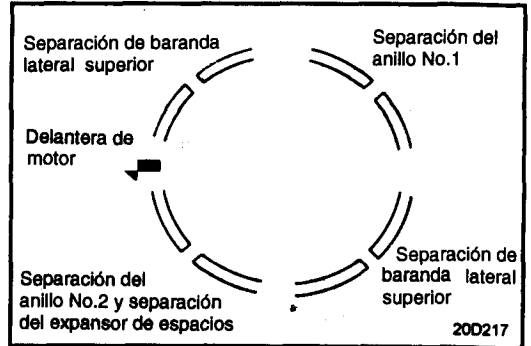 Separación de baranda
lateral superior
Separación del
anillo No.1
Delantera de
motor
Separación del
anillo No.2 y separación
del expansor de espacios
Separación de
baranda lateral
superior
20D217